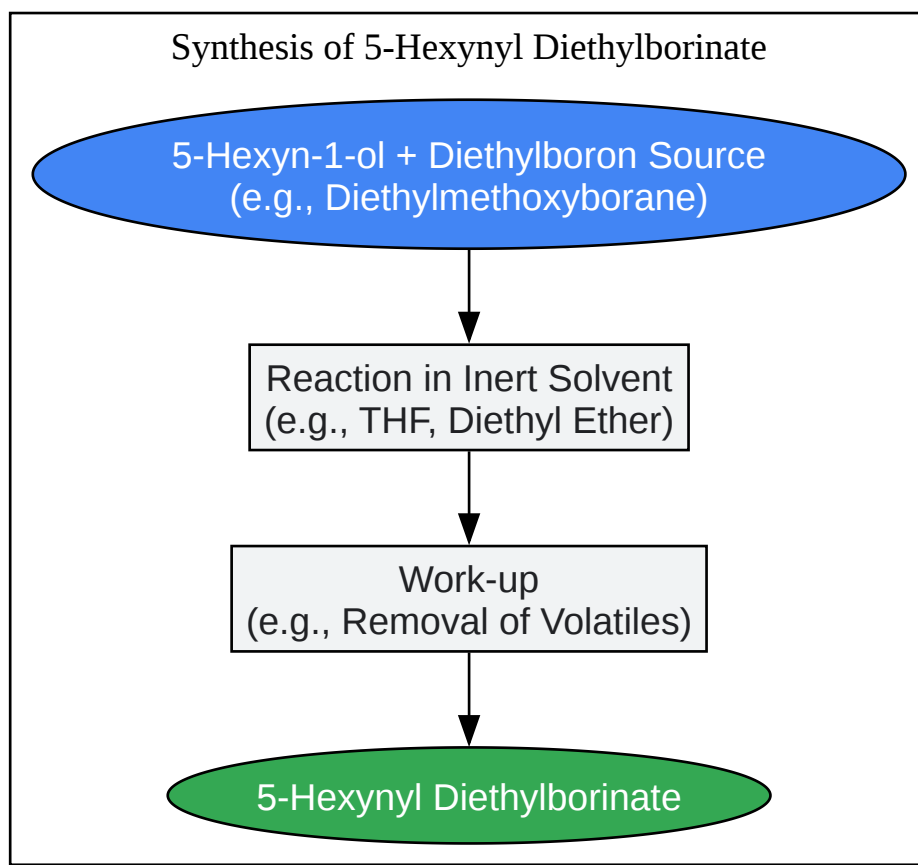 Synthesis of 5-Hexynyl Diethylborinate
5-Hexyn-1-ol + Diethylboron Source
(e.g., Diethylmethoxyborane)
Reaction in Inert Solvent
(e.g., THF, Diethyl Ether)
Work-up
(e.g., Removal of Volatiles)
5-Hexynyl Diethylborinate